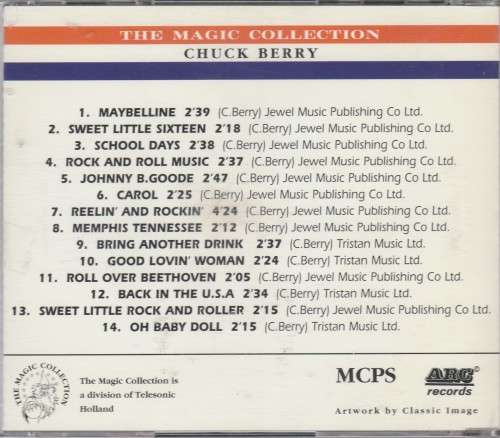 THE MAGIC COLLECTION
CHUCK BERRY
1. MAYBELLINE 2'39 (C.Berry) Jewel Music Publishing Co Ltd.
2. SWEET LITTLE SIXTEEN 2'18 (C.Berry) Jewel Music Publishing Co Ltd.
3. SCHOOL DAYS 2'38 (C.Berry) Jewel Music Publishing Co Ltd.
4. ROCK AND ROLL MUSIC 2'37 (C.Berry) Jewel Music Publishing Co Ltd.
5. JOHNNY B.GOODE 2'47 (C.Berry) Jewel Music Publishing Co Ltd.
6. CAROL 2'25 (C.Berry) Jewel Music Publishing Co Ltd.
7. REELIN' AND ROCKIN' 4'24 (C.Berry) Jewel Music Publishing Co Ltd.
8. MEMPHIS TENNESSEE 2'12 (C.Berry) Jewel Music Publishing Co Ltd.
9. BRING ANOTHER DRINK 2'37 (C.Berry) Tristan Music Ltd.
10. GOOD LOVIN' WOMAN 2'24 (C.Berry) Tristan Music Ltd.
11. ROLL OVER BEETHOVEN 2'05 (C.Berry) Jewel Music Publishing Co Ltd.
12. BACK IN THE U.S.A 2'34 (C.Berry) Tristan Music Ltd.
13. SWEET LITTLE ROCK AND ROLLER 2'15 (C.Berry) Jewel Music Publishing Co Ltd.
14. OH BABY DOLL 2'15 (C.Berry) Tristan Music Ltd.
THE MAGIC COLLECTION
The Magic Collection is
a division of Telesonic
Holland
MCPS
ARC
records
Artwork by Classic Image